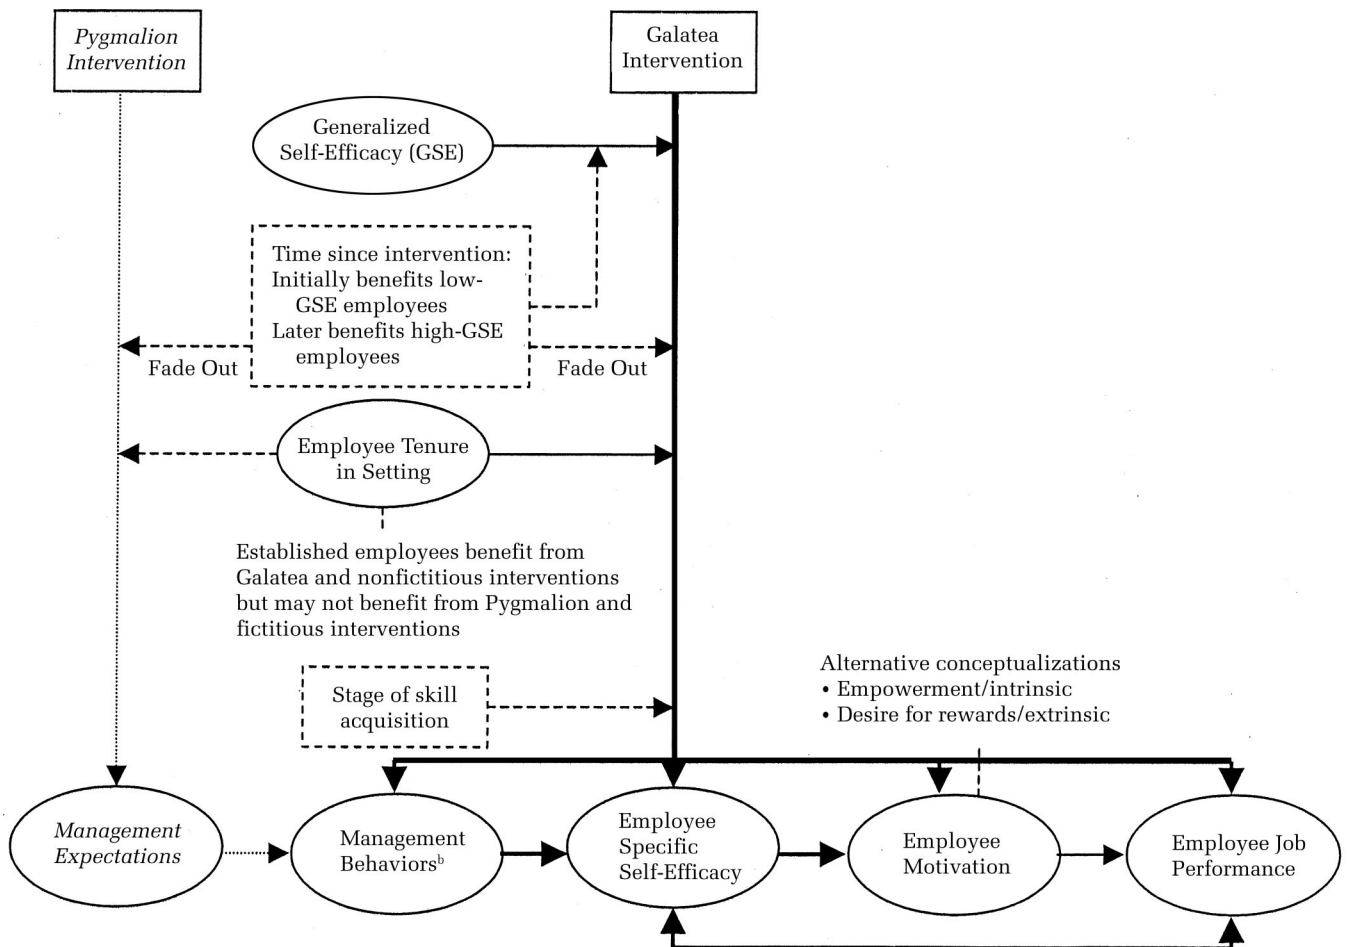 Pygmalion
Intervention
Galatea
Intervention
Generalized
Self-Efficacy (GSE)
Time since intervention:
Initially benefits low-
GSE employees
Later benefits high-GSE
employees
Fade Out
Fade Out
Employee Tenure
in Setting
Established employees benefit from
Galatea and nonfictitious interventions
but may not benefit from Pygmalion and
fictitious interventions
Stage of skill
acquisition
Alternative conceptualizations
• Empowerment/intrinsic
• Desire for rewards/extrinsic
Management
Expectations
Management
Behaviorsᵇ
Employee
Specific
Self-Efficacy
Employee
Motivation
Employee Job
Performance